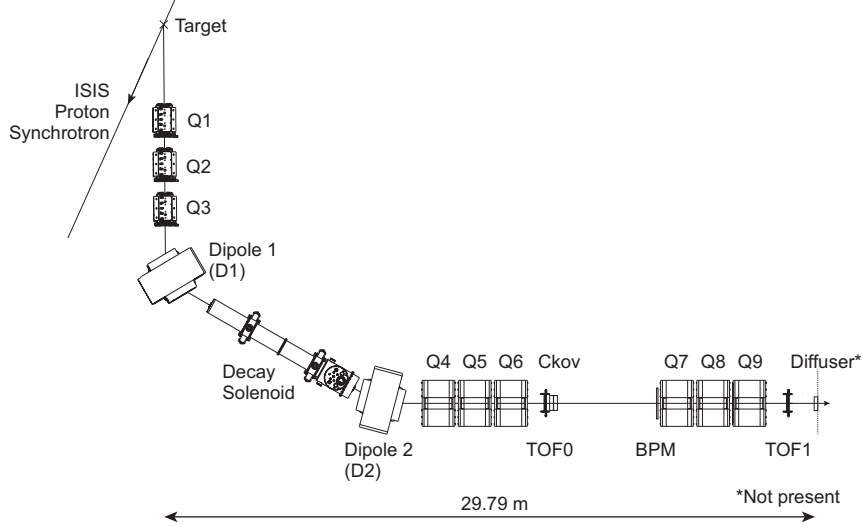 Target
ISIS
Proton
Synchrotron
Q1
Q2
Q3
Dipole 1
(D1)
Decay
Solenoid
Dipole 2
(D2)
Q4 Q5 Q6 Ckov Q7 Q8 Q9 Diffuser*
TOF0 BPM TOF1
*Not present
29.79 m